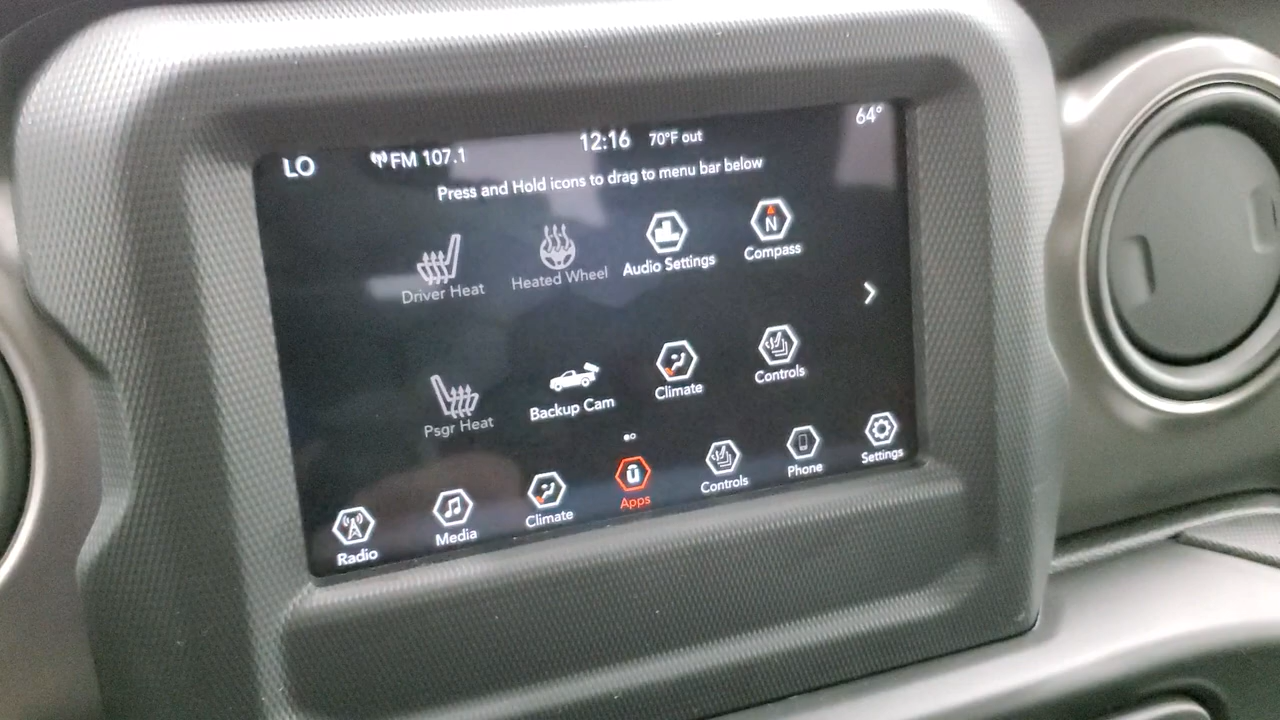 LO FM 107.1 12:16 70°F out 64°
Press and Hold icons to drag to menu bar below
Driver Heat Heated Wheel Audio Settings N Compass
Psgr Heat Backup Cam Climate Controls
Radio Media Climate Apps Controls Phone Settings